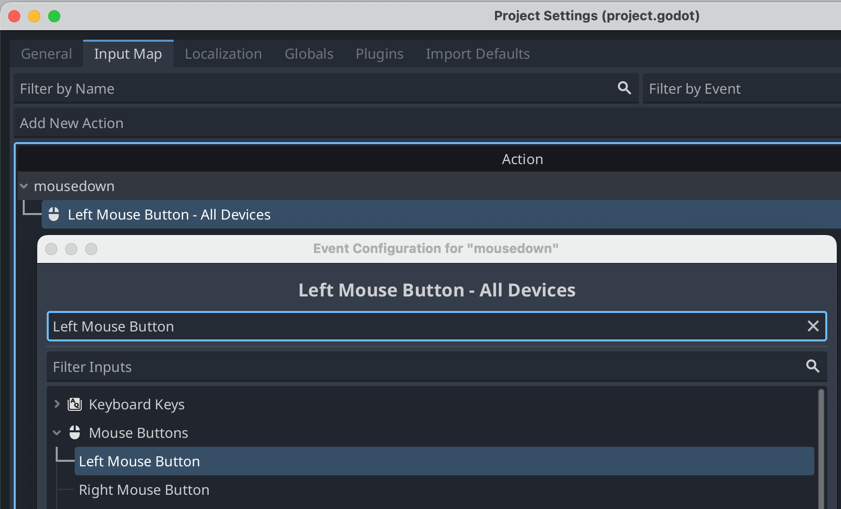 Project Settings (project.godot)
General Input Map Localization Globals Plugins Import Defaults
Filter by Name Filter by Event
Add New Action
Action
mousedown
Left Mouse Button - All Devices
Event Configuration for "mousedown"
Left Mouse Button - All Devices
Left Mouse Button
Filter Inputs
Keyboard Keys
Mouse Buttons
Left Mouse Button
Right Mouse Button